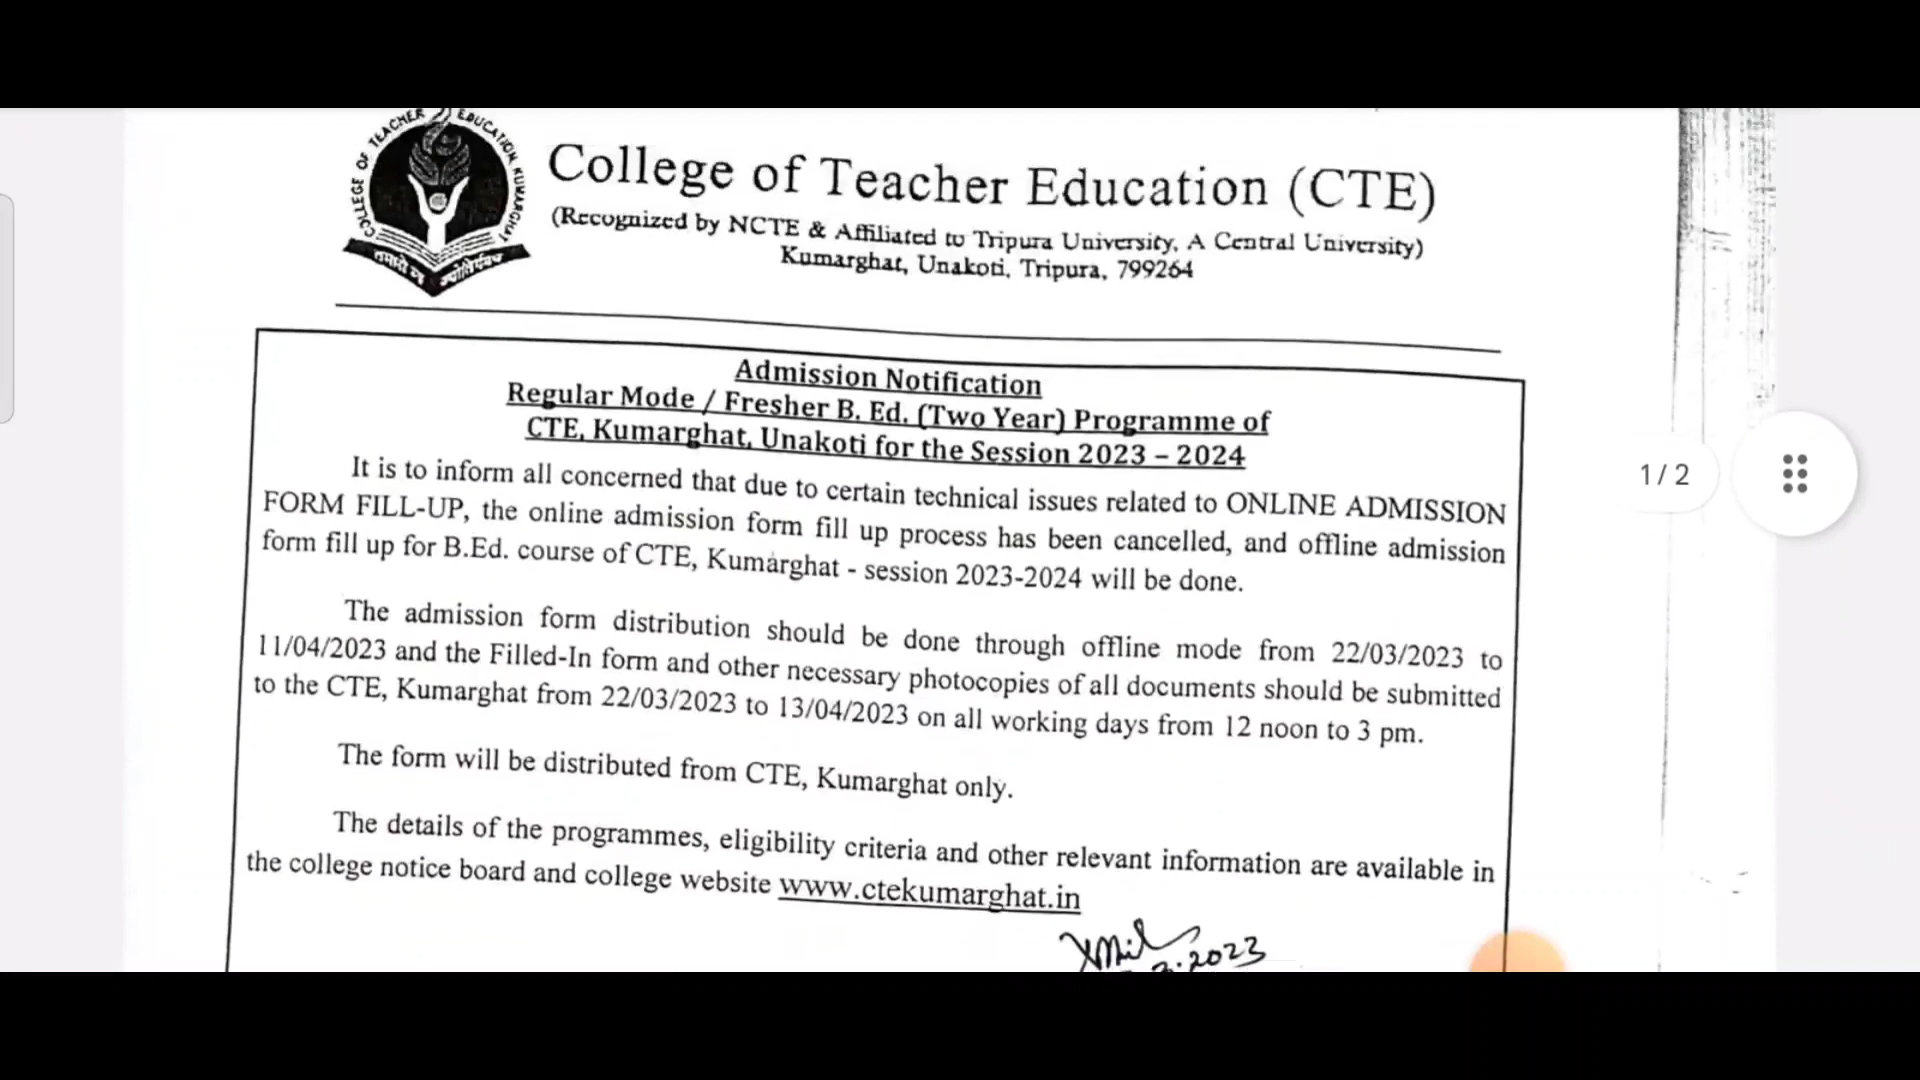 COLLEGE OF TEACHER EDUCATION KUMARGHAT
College of Teacher Education (CTE)
(Recognized by NCTE & Affiliated to Tripura University, A Central University)
Kumarghat, Unakoti, Tripura, 799264
Admission Notification
Regular Mode / Fresher B. Ed. (Two Year) Programme of
CTE, Kumarghat, Unakoti for the Session 2023 – 2024
It is to inform all concerned that due to certain technical issues related to ONLINE ADMISSION
FORM FILL-UP, the online admission form fill up process has been cancelled, and offline admission
form fill up for B.Ed. course of CTE, Kumarghat - session 2023-2024 will be done.
The admission form distribution should be done through offline mode from 22/03/2023 to
11/04/2023 and the Filled-In form and other necessary photocopies of all documents should be submitted
to the CTE, Kumarghat from 22/03/2023 to 13/04/2023 on all working days from 12 noon to 3 pm.
The form will be distributed from CTE, Kumarghat only.
The details of the programmes, eligibility criteria and other relevant information are available in
the college notice board and college website www.ctekumarghat.in
2023
1 / 2